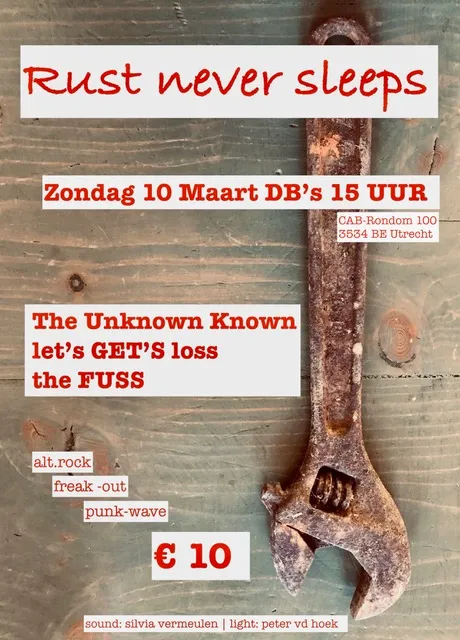 Rust never sleeps
Zondag 10 Maart DB's 15 UUR
CAB-Rondom 100
3534 BE Utrecht
The Unknown Known
let's GET'S loss
the FUSS
alt.rock
freak -out
punk-wave
€ 10
sound: silvia vermeulen | light: peter vd hoek